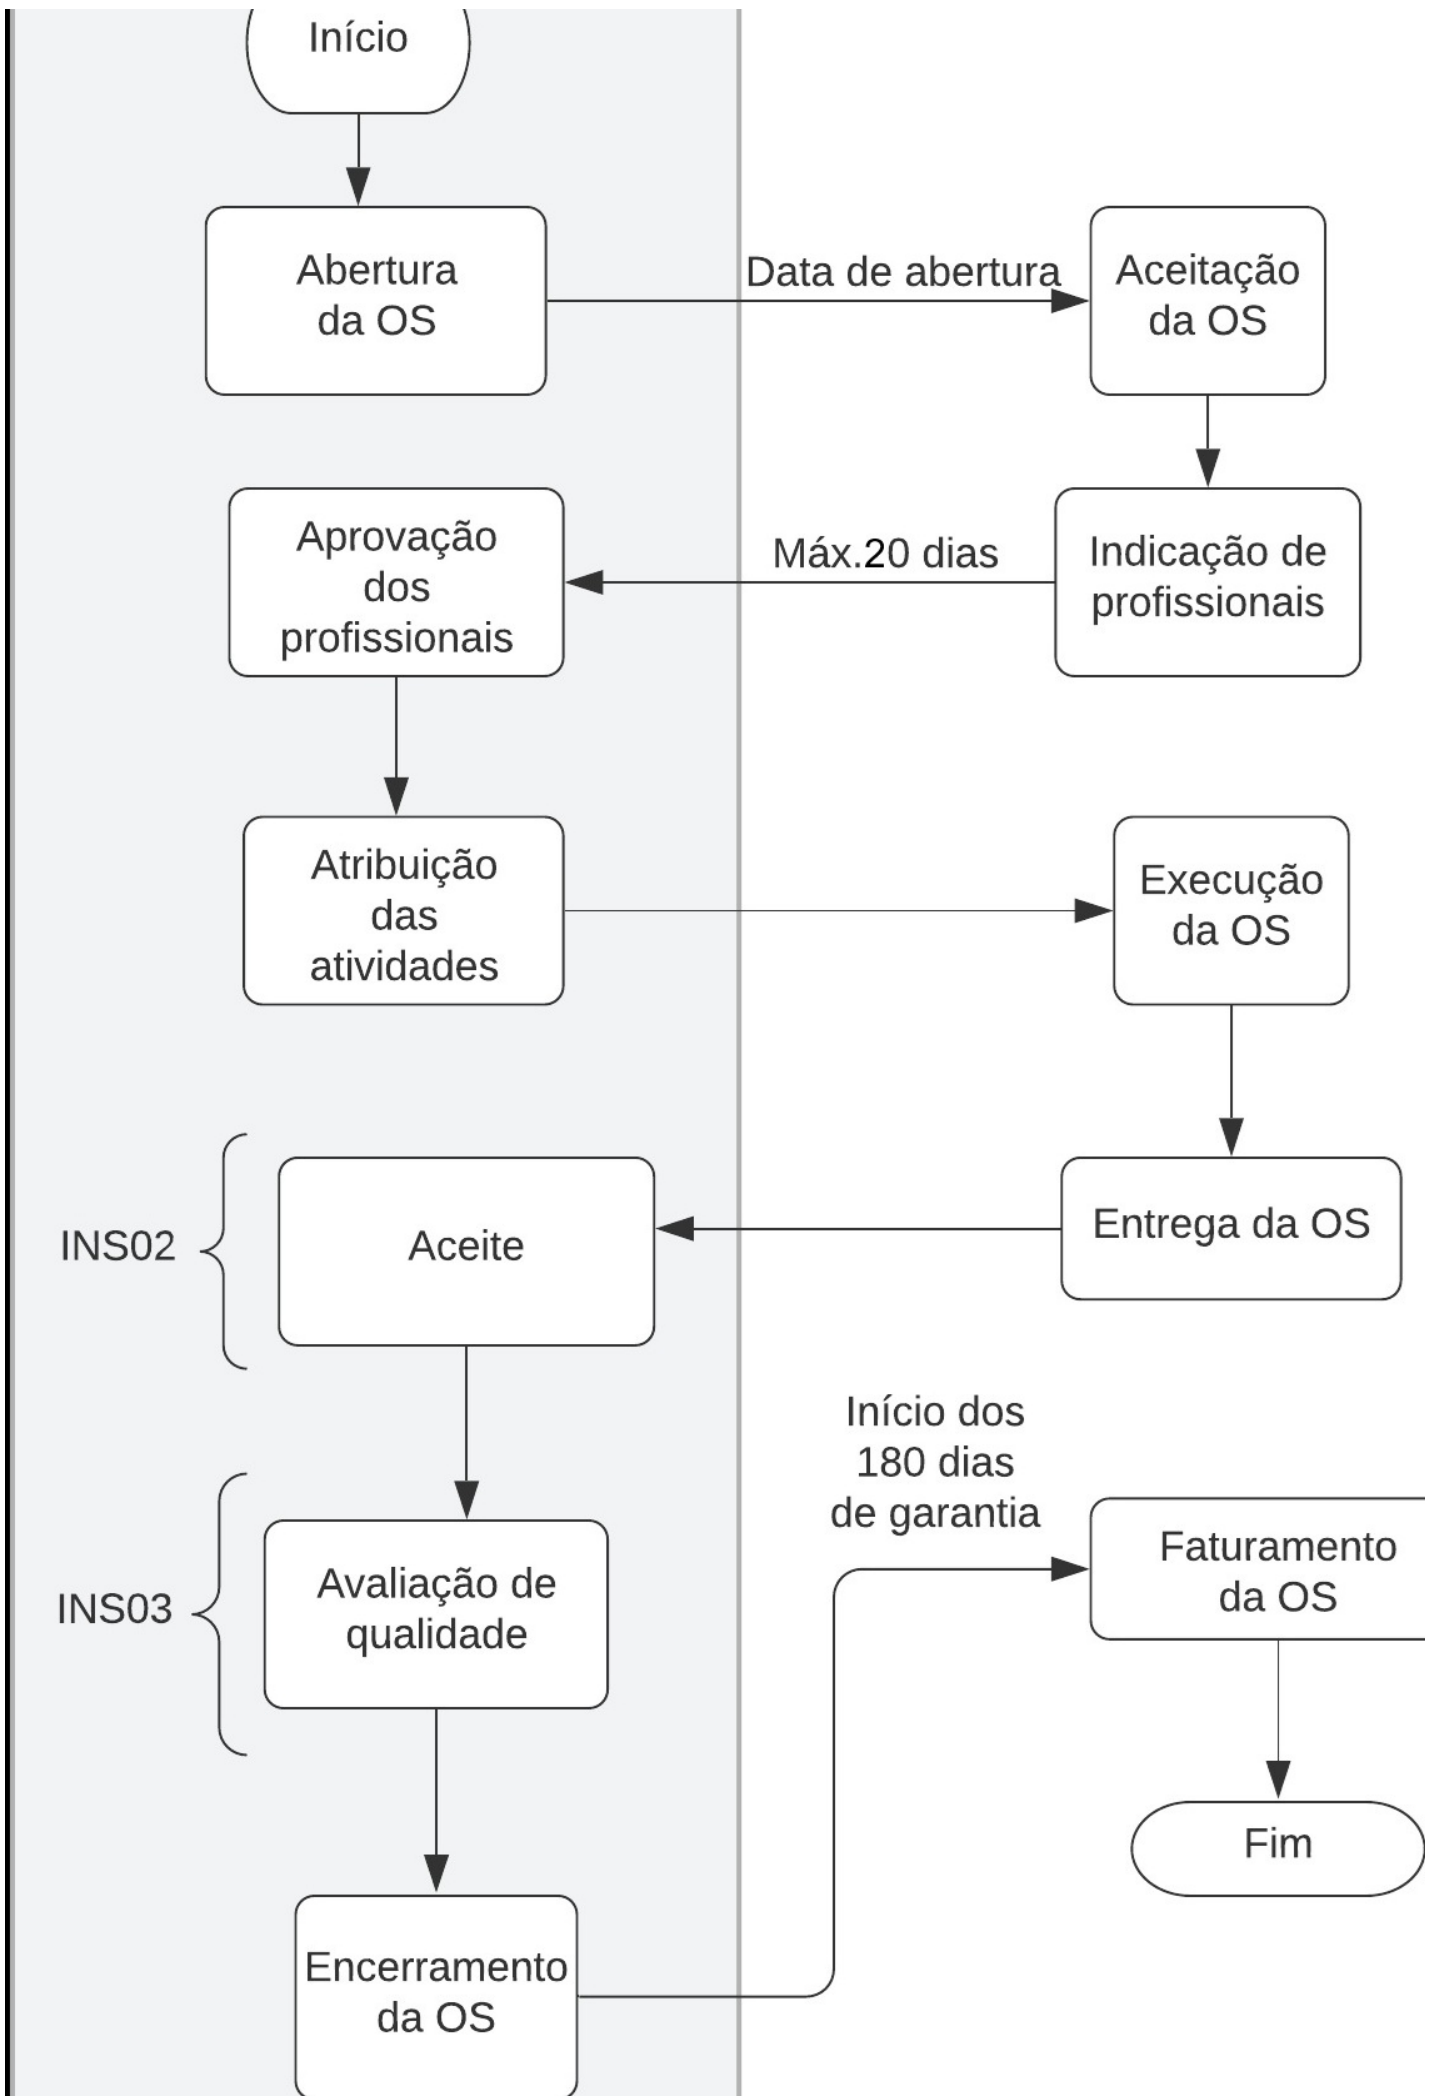 Início
Abertura
da OS
Data de abertura
Aceitação
da OS
Aprovação
dos
profissionais
Máx.20 dias
Indicação de
profissionais
Atribuição
das
atividades
Execução
da OS
INS02
Aceite
Entrega da OS
Início dos
180 dias
de garantia
INS03
Avaliação de
qualidade
Faturamento
da OS
Fim
Encerramento
da OS